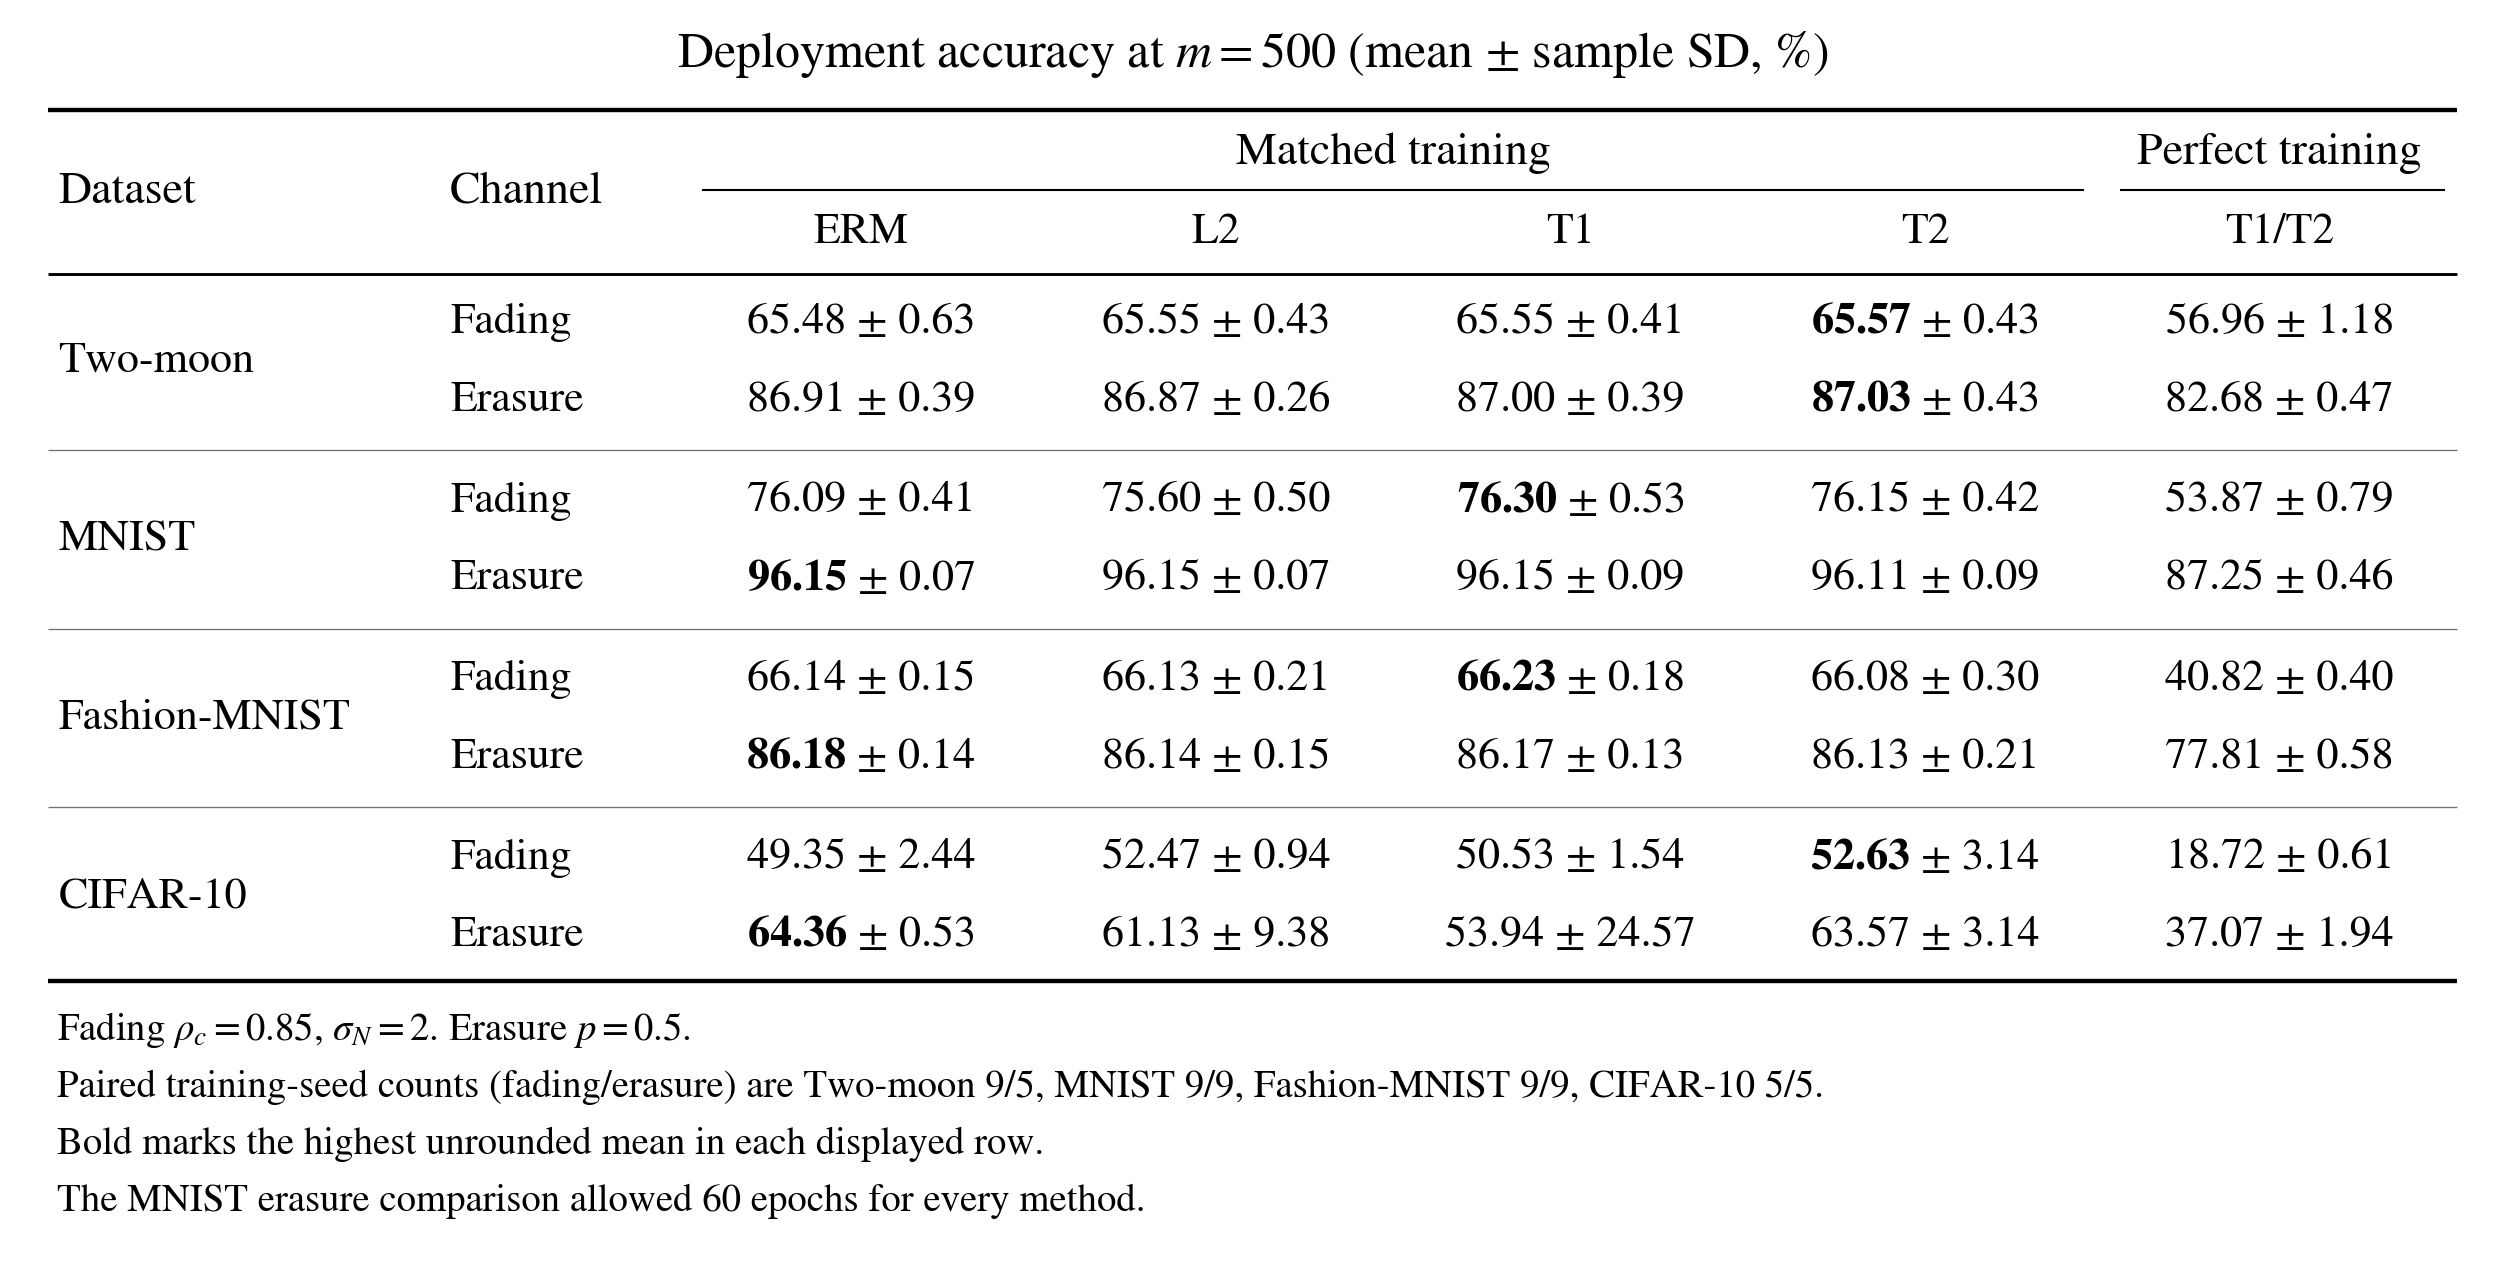 Deployment accuracy at m = 500 (mean ± sample SD, %)
Dataset Channel Matched training Perfect training
ERM L2 T1 T2 T1/T2
Two-moon Fading 65.48 ± 0.63 65.55 ± 0.43 65.55 ± 0.41 65.57 ± 0.43 56.96 ± 1.18
Erasure 86.91 ± 0.39 86.87 ± 0.26 87.00 ± 0.39 87.03 ± 0.43 82.68 ± 0.47
MNIST Fading 76.09 ± 0.41 75.60 ± 0.50 76.30 ± 0.53 76.15 ± 0.42 53.87 ± 0.79
Erasure 96.15 ± 0.07 96.15 ± 0.07 96.15 ± 0.09 96.11 ± 0.09 87.25 ± 0.46
Fashion-MNIST Fading 66.14 ± 0.15 66.13 ± 0.21 66.23 ± 0.18 66.08 ± 0.30 40.82 ± 0.40
Erasure 86.18 ± 0.14 86.14 ± 0.15 86.17 ± 0.13 86.13 ± 0.21 77.81 ± 0.58
CIFAR-10 Fading 49.35 ± 2.44 52.47 ± 0.94 50.53 ± 1.54 52.63 ± 3.14 18.72 ± 0.61
Erasure 64.36 ± 0.53 61.13 ± 9.38 53.94 ± 24.57 63.57 ± 3.14 37.07 ± 1.94
Fading ρc = 0.85, σN = 2. Erasure p = 0.5.
Paired training-seed counts (fading/erasure) are Two-moon 9/5, MNIST 9/9, Fashion-MNIST 9/9, CIFAR-10 5/5.
Bold marks the highest unrounded mean in each displayed row.
The MNIST erasure comparison allowed 60 epochs for every method.